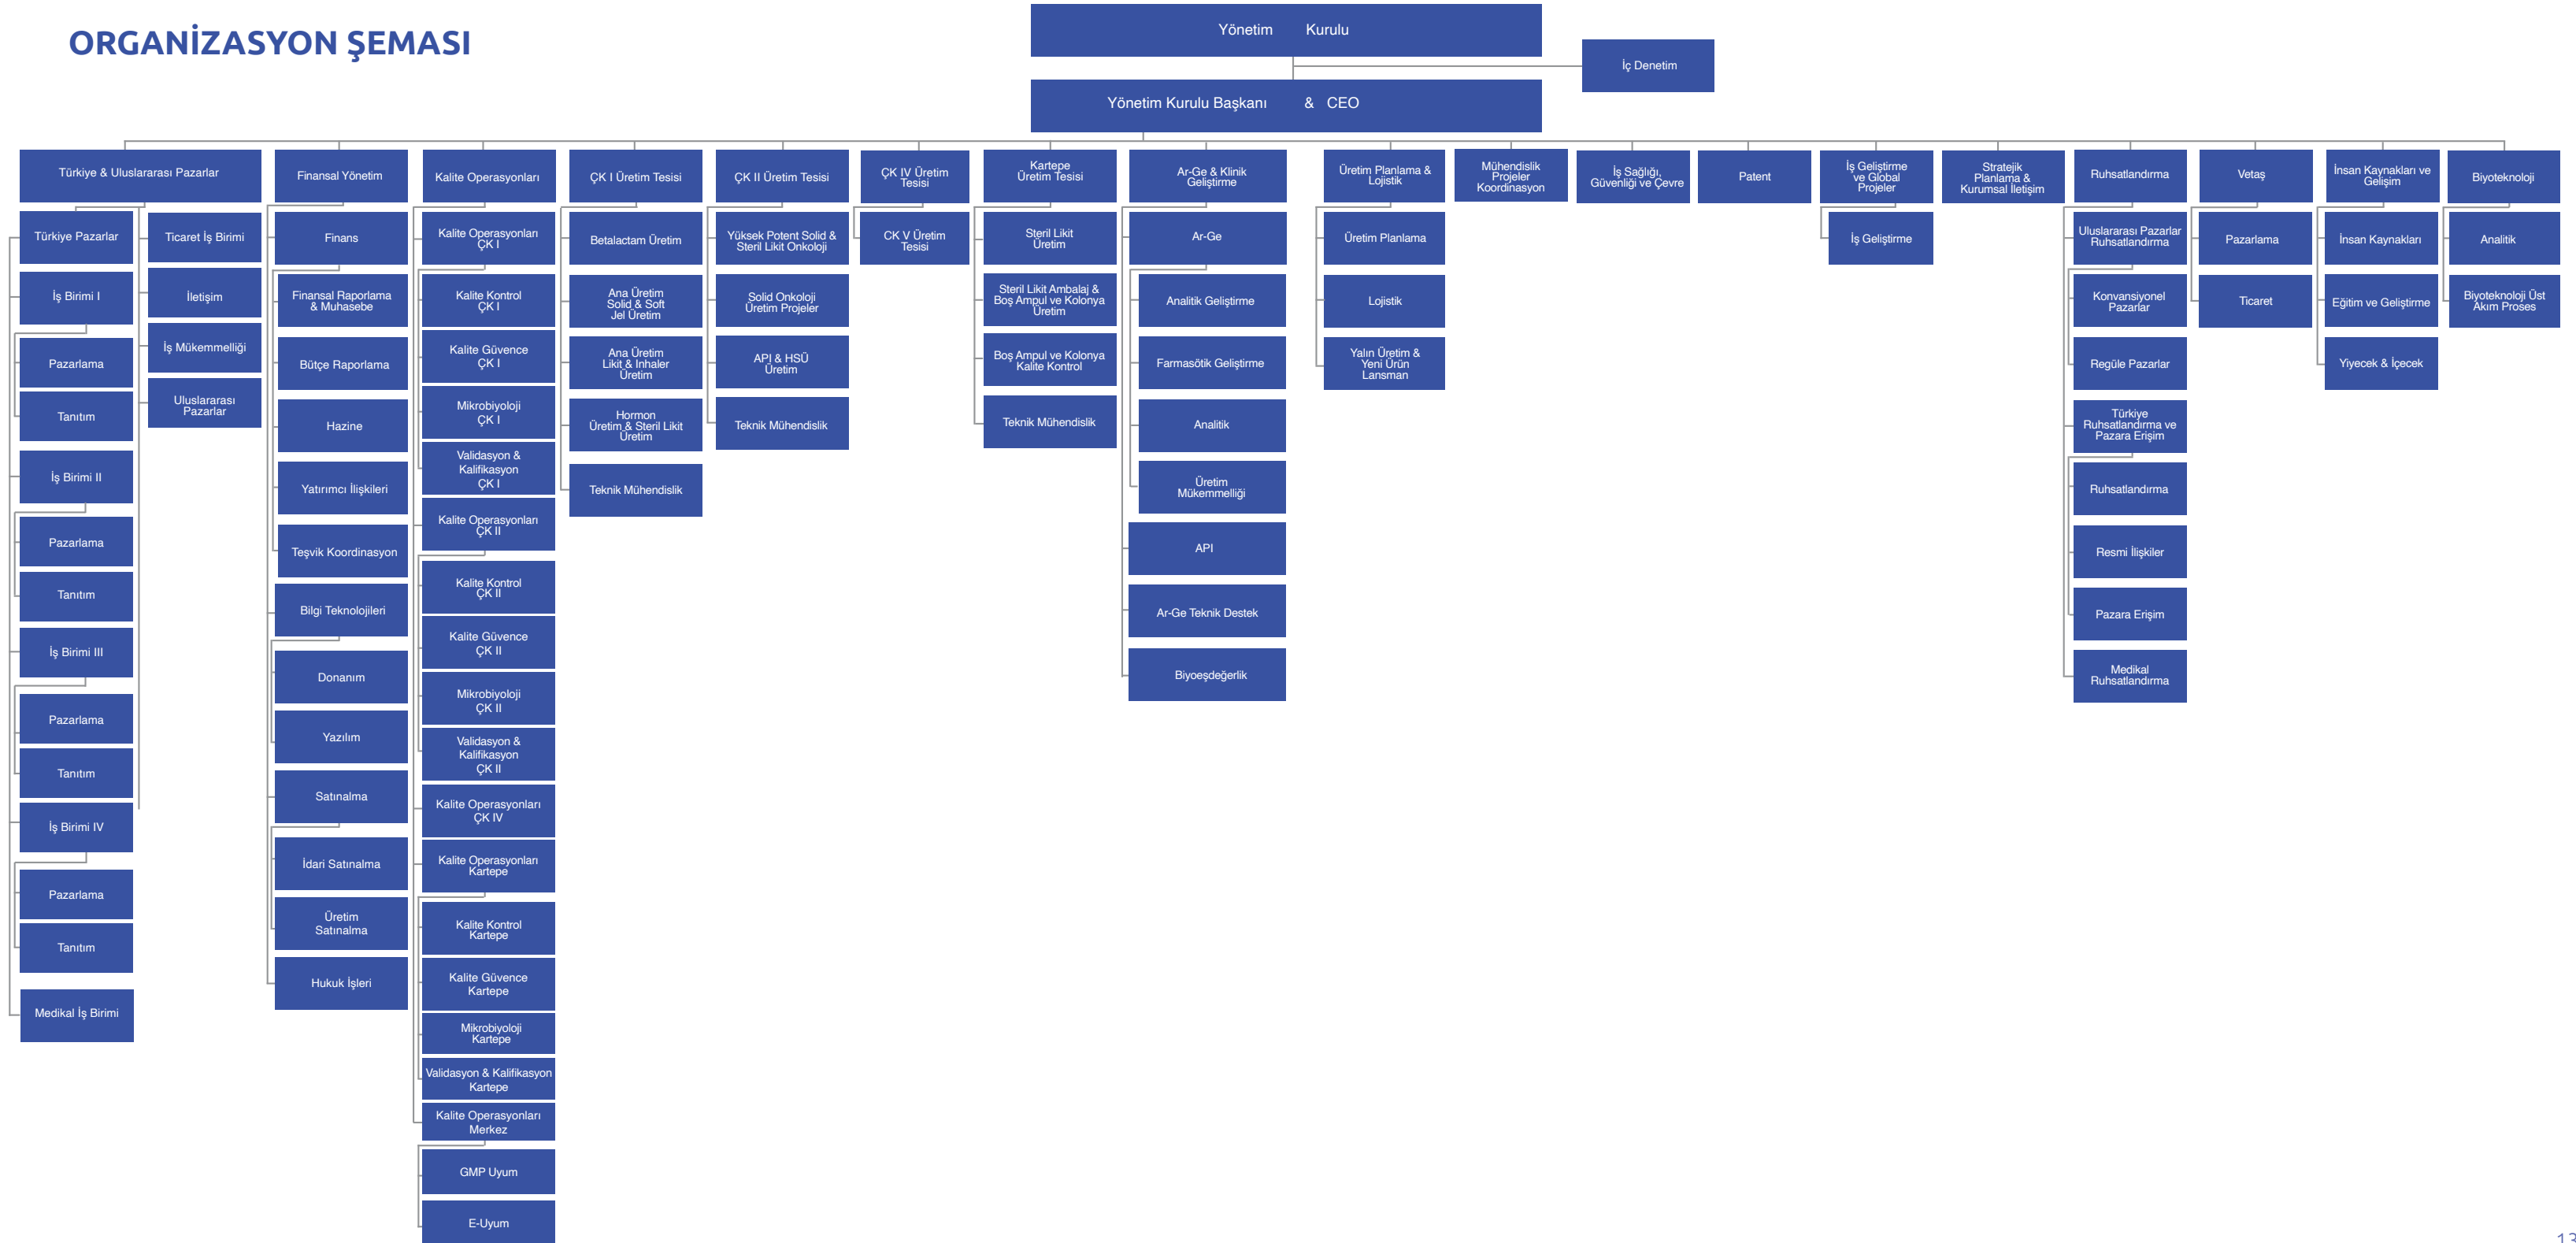 ORGANİZASYON ŞEMASI
Yönetim Kurulu
İç Denetim
Yönetim Kurulu Başkanı & CEO
Türkiye & Uluslararası Pazarlar
Türkiye Pazarlar
İş Birimi I
Pazarlama
Tanıtım
İş Birimi II
Pazarlama
Tanıtım
İş Birimi III
Pazarlama
Tanıtım
İş Birimi IV
Pazarlama
Tanıtım
Medikal İş Birimi
Ticaret İş Birimi
İletişim
İş Mükemmelliği
Uluslararası
Pazarlar
Finansal Yönetim
Finans
Finansal Raporlama
& Muhasebe
Bütçe Raporlama
Hazine
Yatırımcı İlişkileri
Teşvik Koordinasyon
Bilgi Teknolojileri
Donanım
Yazılım
Satınalma
İdari Satınalma
Üretim
Satınalma
Hukuk İşleri
Kalite Operasyonları
Kalite Operasyonları
ÇK I
Kalite Kontrol
ÇK I
Kalite Güvence
ÇK I
Mikrobiyoloji
ÇK I
Validasyon &
Kalifikasyon
ÇK I
Kalite Operasyonları
ÇK II
Kalite Kontrol
ÇK II
Kalite Güvence
ÇK II
Mikrobiyoloji
ÇK II
Validasyon &
Kalifikasyon
ÇK II
Kalite Operasyonları
ÇK IV
Kalite Operasyonları
Kartepe
Kalite Kontrol
Kartepe
Kalite Güvence
Kartepe
Mikrobiyoloji
Kartepe
Validasyon & Kalifikasyon
Kartepe
Kalite Operasyonları
Merkez
GMP Uyum
E-Uyum
ÇK I Üretim Tesisi
Betalactam Üretim
Ana Üretim
Solid & Soft
Jel Üretim
Ana Üretim
Likit & Inhaler
Üretim
Hormon
Üretim & Steril Likit
Üretim
Teknik Mühendislik
ÇK II Üretim Tesisi
Yüksek Potent Solid &
Steril Likit Onkoloji
Solid Onkoloji
Üretim Projeler
API & HSÜ
Üretim
Teknik Mühendislik
ÇK IV Üretim
Tesisi
CK V Üretim
Tesisi
Kartepe
Üretim Tesisi
Steril Likit
Üretim
Steril Likit Ambalaj &
Boş Ampul ve Kolonya
Üretim
Boş Ampul ve Kolonya
Kalite Kontrol
Teknik Mühendislik
Ar-Ge & Klinik
Geliştirme
Ar-Ge
Analitik Geliştirme
Farmasötik Geliştirme
Analitik
Üretim
Mükemmelliği
API
Ar-Ge Teknik Destek
Biyoeşdeğerlik
Üretim Planlama &
Lojistik
Üretim Planlama
Lojistik
Yalın Üretim &
Yeni Ürün
Lansman
Mühendislik
Projeler
Koordinasyon
İş Sağlığı,
Güvenliği ve Çevre
Patent
İş Geliştirme
ve Global
Projeler
İş Geliştirme
Stratejik
Planlama &
Kurumsal İletişim
Ruhsatlandırma
Uluslararası Pazarlar
Ruhsatlandırma
Konvansiyonel
Pazarlar
Regüle Pazarlar
Türkiye
Ruhsatlandırma ve
Pazara Erişim
Ruhsatlandırma
Resmi İlişkiler
Pazara Erişim
Medikal
Ruhsatlandırma
Vetaş
Pazarlama
Ticaret
İnsan Kaynakları ve
Gelişim
İnsan Kaynakları
Eğitim ve Geliştirme
Yiyecek & İçecek
Biyoteknoloji
Analitik
Biyoteknoloji Üst
Akım Proses
13